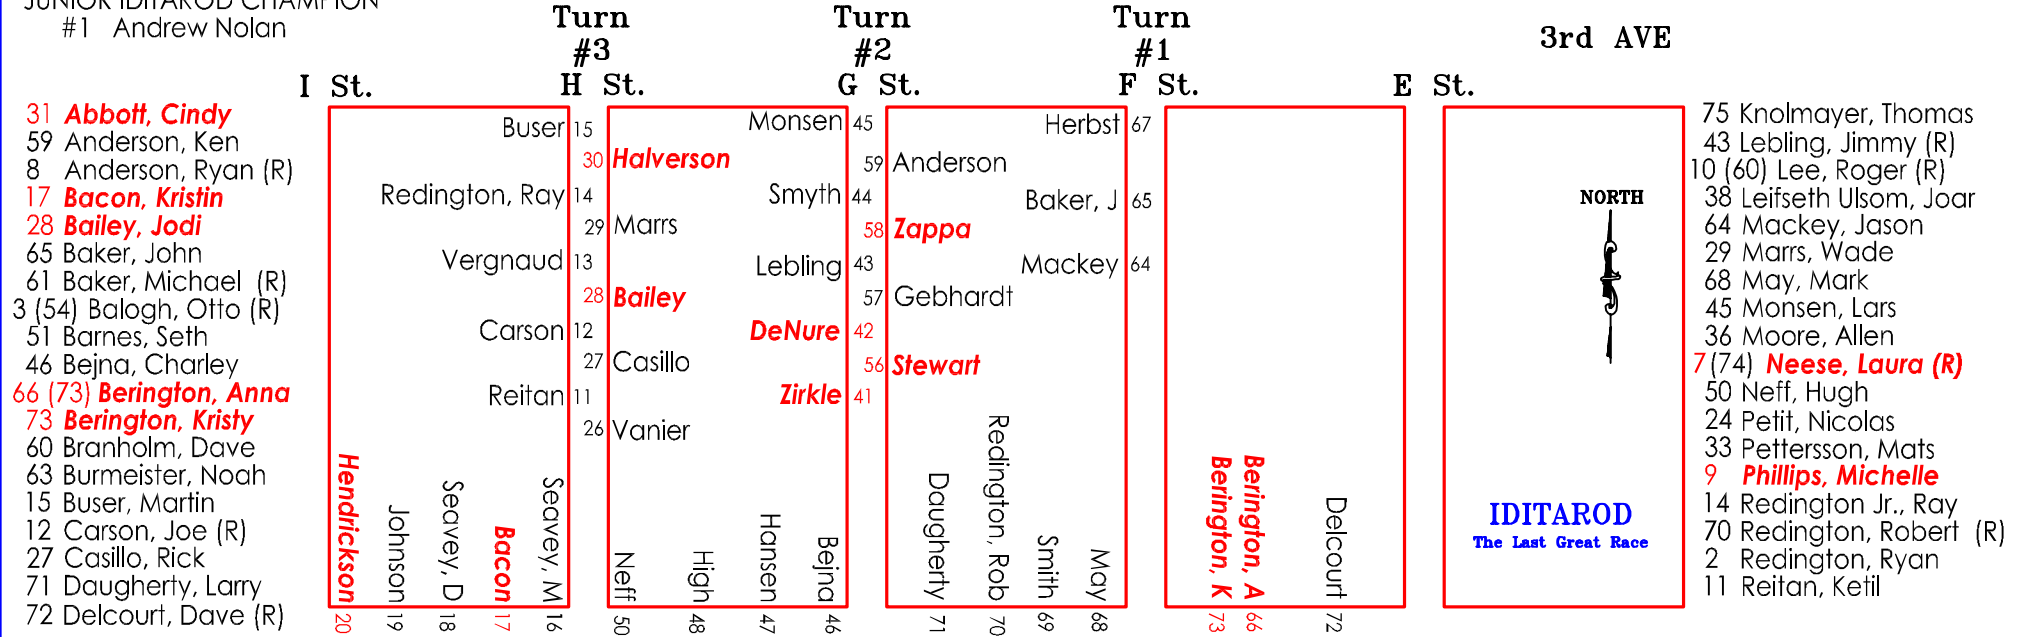 JUNIOR IDITAROD CHAMPION
#1 Andrew Nolan
31 Abbott, Cindy
59 Anderson, Ken
8 Anderson, Ryan (R)
17 Bacon, Kristin
28 Bailey, Jodi
65 Baker, John
61 Baker, Michael (R)
3 (54) Balogh, Otto (R)
51 Barnes, Seth
46 Bejna, Charley
66 (73) Berington, Anna
73 Berington, Kristy
60 Branholm, Dave
63 Burmeister, Noah
15 Buser, Martin
12 Carson, Joe (R)
27 Casillo, Rick
71 Daugherty, Larry
72 Delcourt, Dave (R)
Turn #3
Turn #2
Turn #1
3rd AVE
I St.
H St.
G St.
F St.
E St.
Buser 15
30 Halverson
Redington, Ray 14
29 Marrs
Vergnaud 13
28 Bailey
Carson 12
27 Casillo
Reitan 11
26 Vanier
Monsen 45
59 Anderson
Smyth 44
58 Zappa
Lebling 43
57 Gebhardt
DeNure 42
56 Stewart
Zirkle 41
Herbst 67
Baker, J 65
Mackey 64
Hendrickson 20
Johnson 19
Seavey, D 18
Bacon 17
Seavey, M 16
Neff 50
High 48
Hansen 47
Bejna 46
Daugherty 71
Redington, Rob 70
Smith 69
May 68
Berington, K 73
Berington, A 66
Delcourt 72
NORTH
IDITAROD
The Last Great Race
75 Knolmayer, Thomas
43 Lebling, Jimmy (R)
10 (60) Lee, Roger (R)
38 Leifseth Ulsom, Joar
64 Mackey, Jason
29 Marrs, Wade
68 May, Mark
45 Monsen, Lars
36 Moore, Allen
7 (74) Neese, Laura (R)
50 Neff, Hugh
24 Petit, Nicolas
33 Pettersson, Mats
9 Phillips, Michelle
14 Redington Jr., Ray
70 Redington, Robert (R)
2 Redington, Ryan
11 Reitan, Ketil